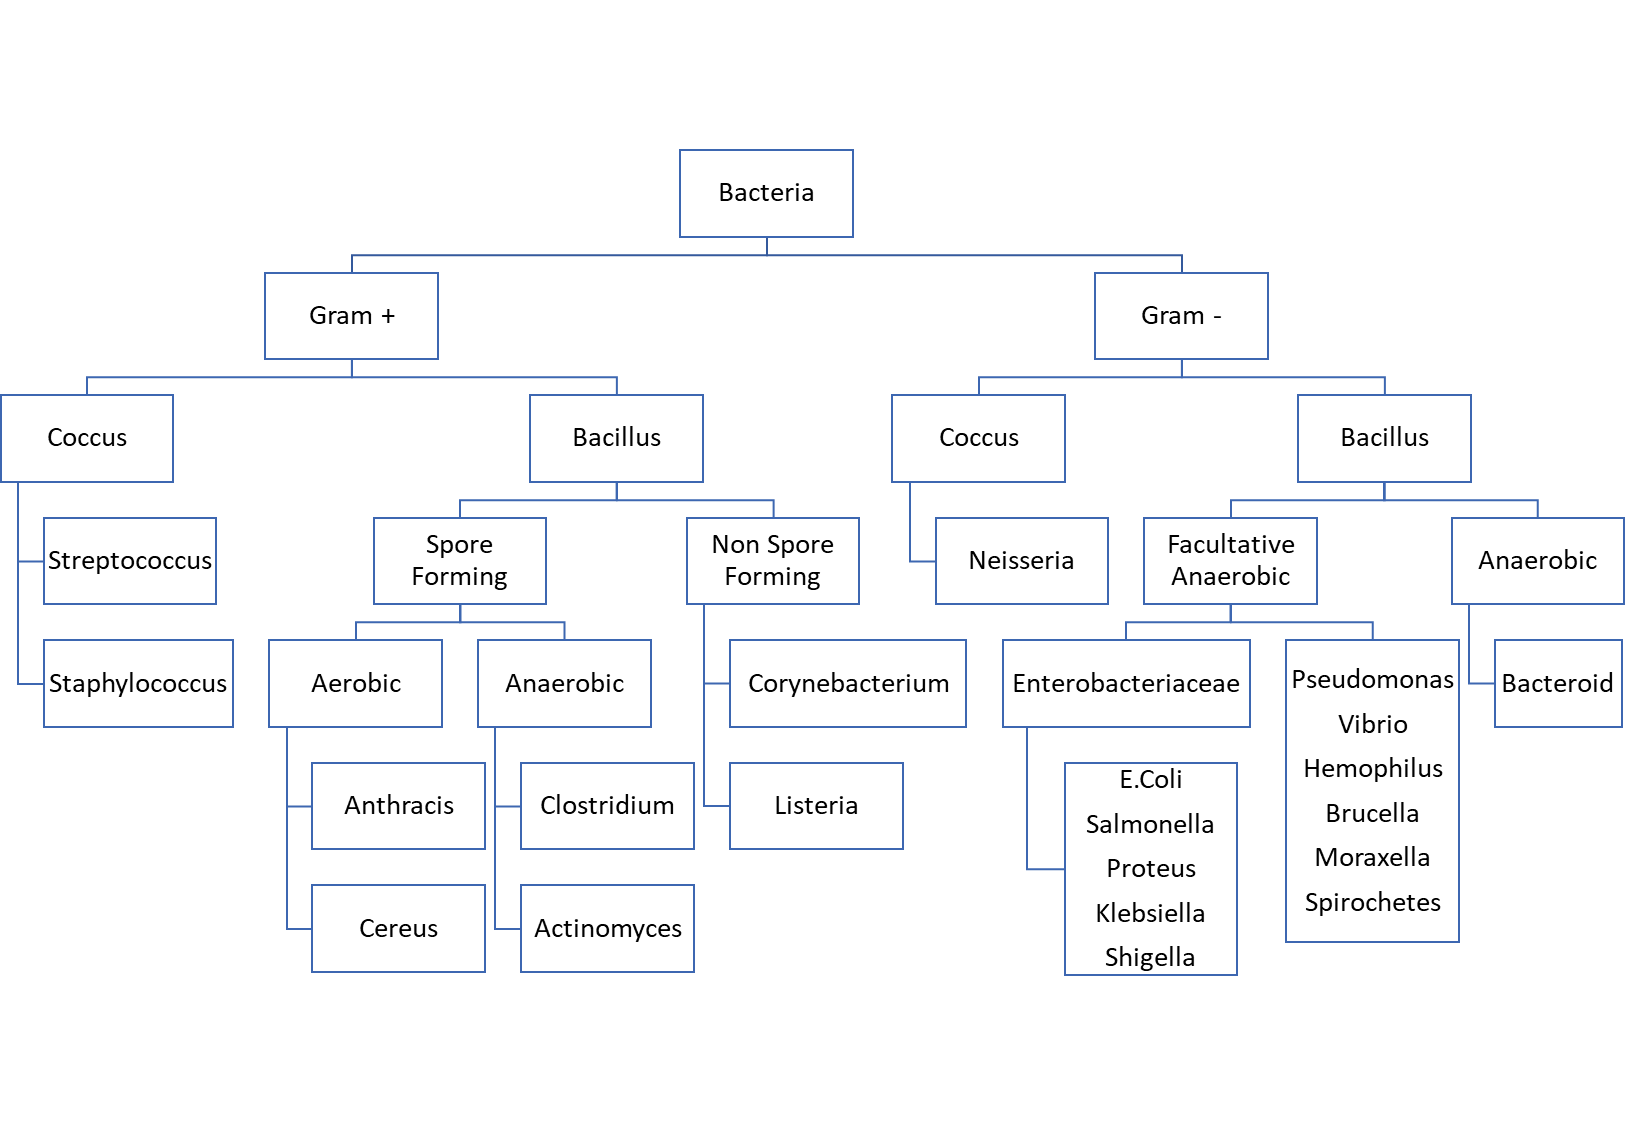 Bacteria
Gram +
Gram -
Coccus
Bacillus
Coccus
Bacillus
Streptococcus
Spore
Forming
Non Spore
Forming
Neisseria
Facultative
Anaerobic
Anaerobic
Staphylococcus
Aerobic
Anaerobic
Corynebacterium
Enterobacteriaceae
Pseudomonas
Vibrio
Hemophilus
Brucella
Moraxella
Spirochetes
Bacteroid
Anthracis
Clostridium
Listeria
E.Coli
Salmonella
Proteus
Klebsiella
Shigella
Cereus
Actinomyces